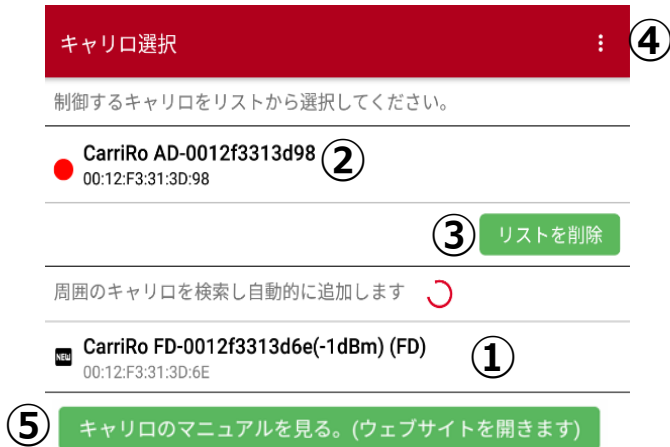 キャリロ選択
④
制御するキャリロをリストから選択してください。
CarriRo AD-0012f3313d98
②
00:12:F3:31:3D:98
③
リストを削除
周囲のキャリロを検索し自動的に追加します
NEW
CarriRo FD-0012f3313d6e(-1dBm) (FD)
①
00:12:F3:31:3D:6E
⑤
キャリロのマニュアルを見る。(ウェブサイトを開きます)